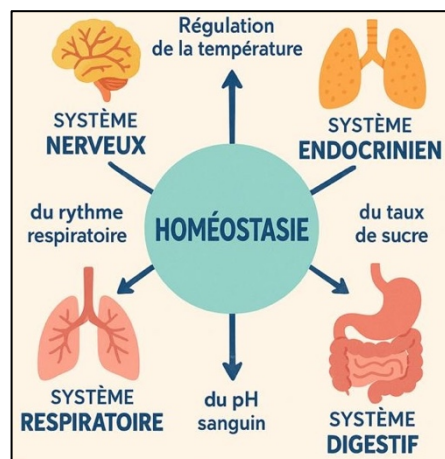 Régulation
de la température
SYSTÈME
NERVEUX
SYSTÈME
ENDOCRINIEN
du rythme
respiratoire
HOMÉOSTASIE
du taux
de sucre
SYSTÈME
RESPIRATOIRE
du pH
sanguin
SYSTÈME
DIGESTIF